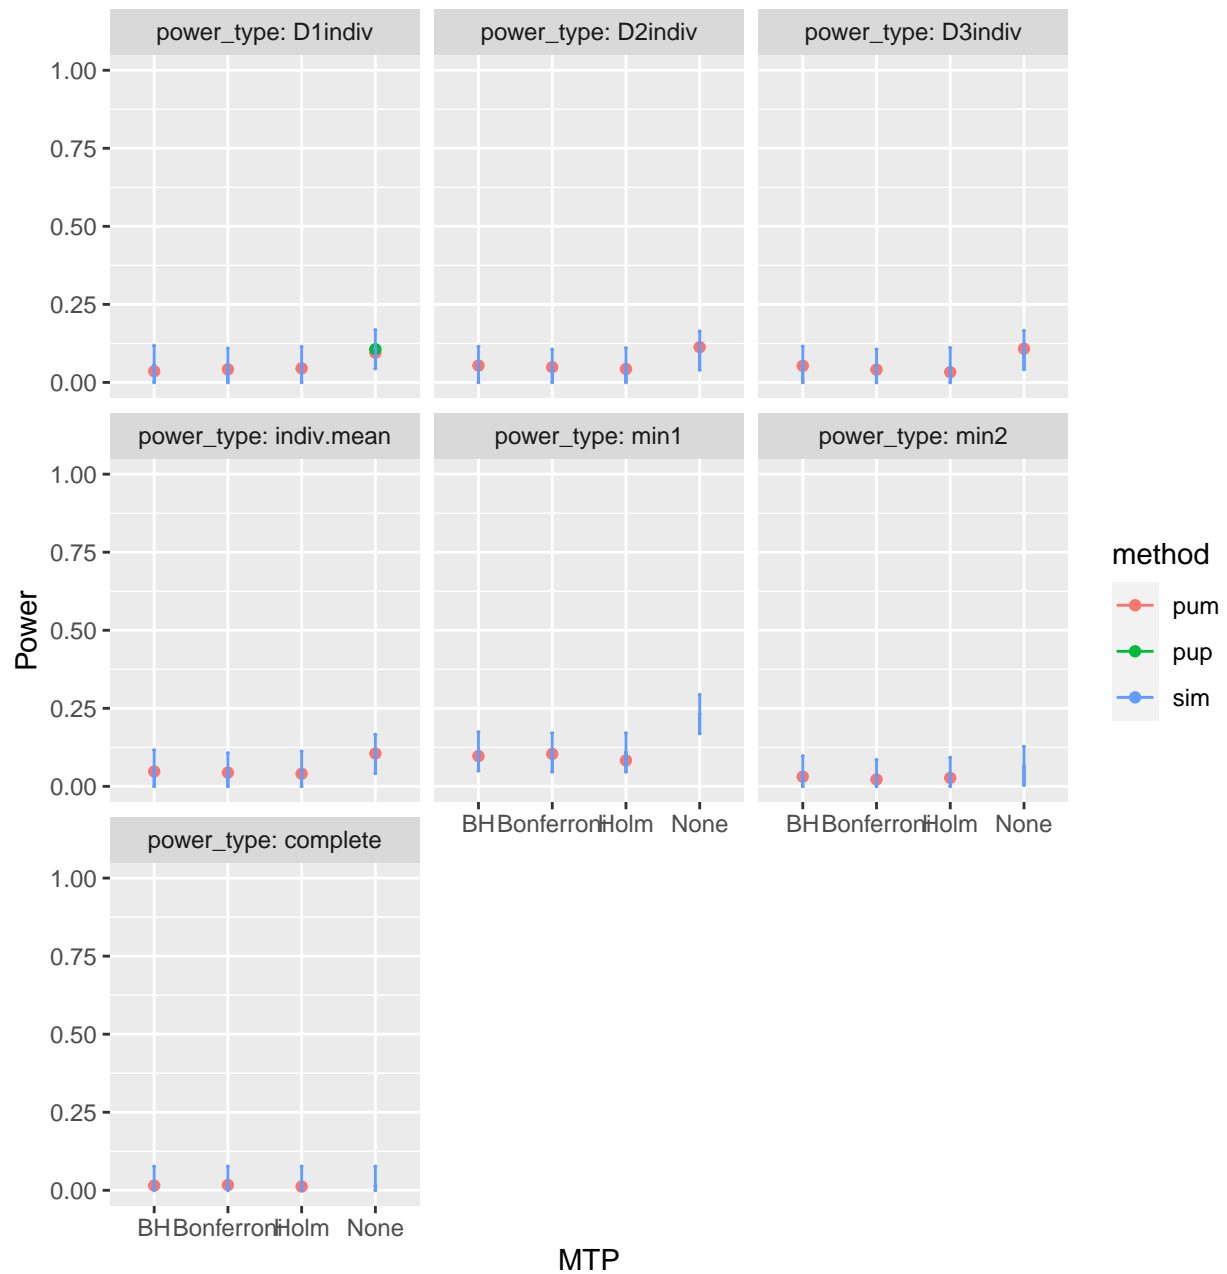 power_type: D1indiv power_type: D2indiv power_type: D3indiv
1.00
0.75
0.50
0.25
0.00
power_type: indiv.mean power_type: min1 power_type: min2
1.00
0.75
0.50
0.25
0.00
BH Bonferroni Holm None BH Bonferroni Holm None
power_type: complete
1.00
0.75
0.50
0.25
0.00
BH Bonferroni Holm None
MTP
Power
method
pum
pup
sim